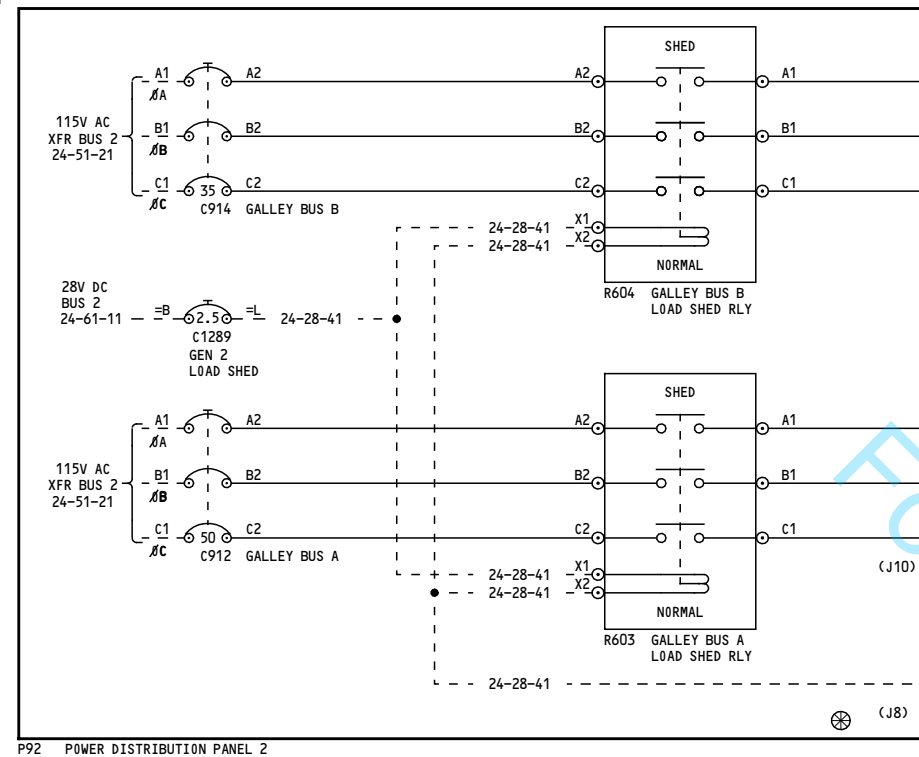 SHED
A1 A2 A2 A1
ØA
115V AC
XFR BUS 2
24-51-21
B1 B2 B2 B1
ØB
C1 35 C2 C2 C1
ØC
C914 GALLEY BUS B
24-28-41 X1
24-28-41 X2
NORMAL
R604 GALLEY BUS B
LOAD SHED RLY
28V DC
BUS 2
24-61-11 =B 2.5 =L 24-28-41
C1289
GEN 2
LOAD SHED
SHED
A1 A2 A2 A1
ØA
115V AC
XFR BUS 2
24-51-21
B1 B2 B2 B1
ØB
C1 50 C2 C2 C1
ØC
C912 GALLEY BUS A
(J10)
24-28-41 X1
24-28-41 X2
NORMAL
R603 GALLEY BUS A
LOAD SHED RLY
24-28-41
(J8)
P92 POWER DISTRIBUTION PANEL 2